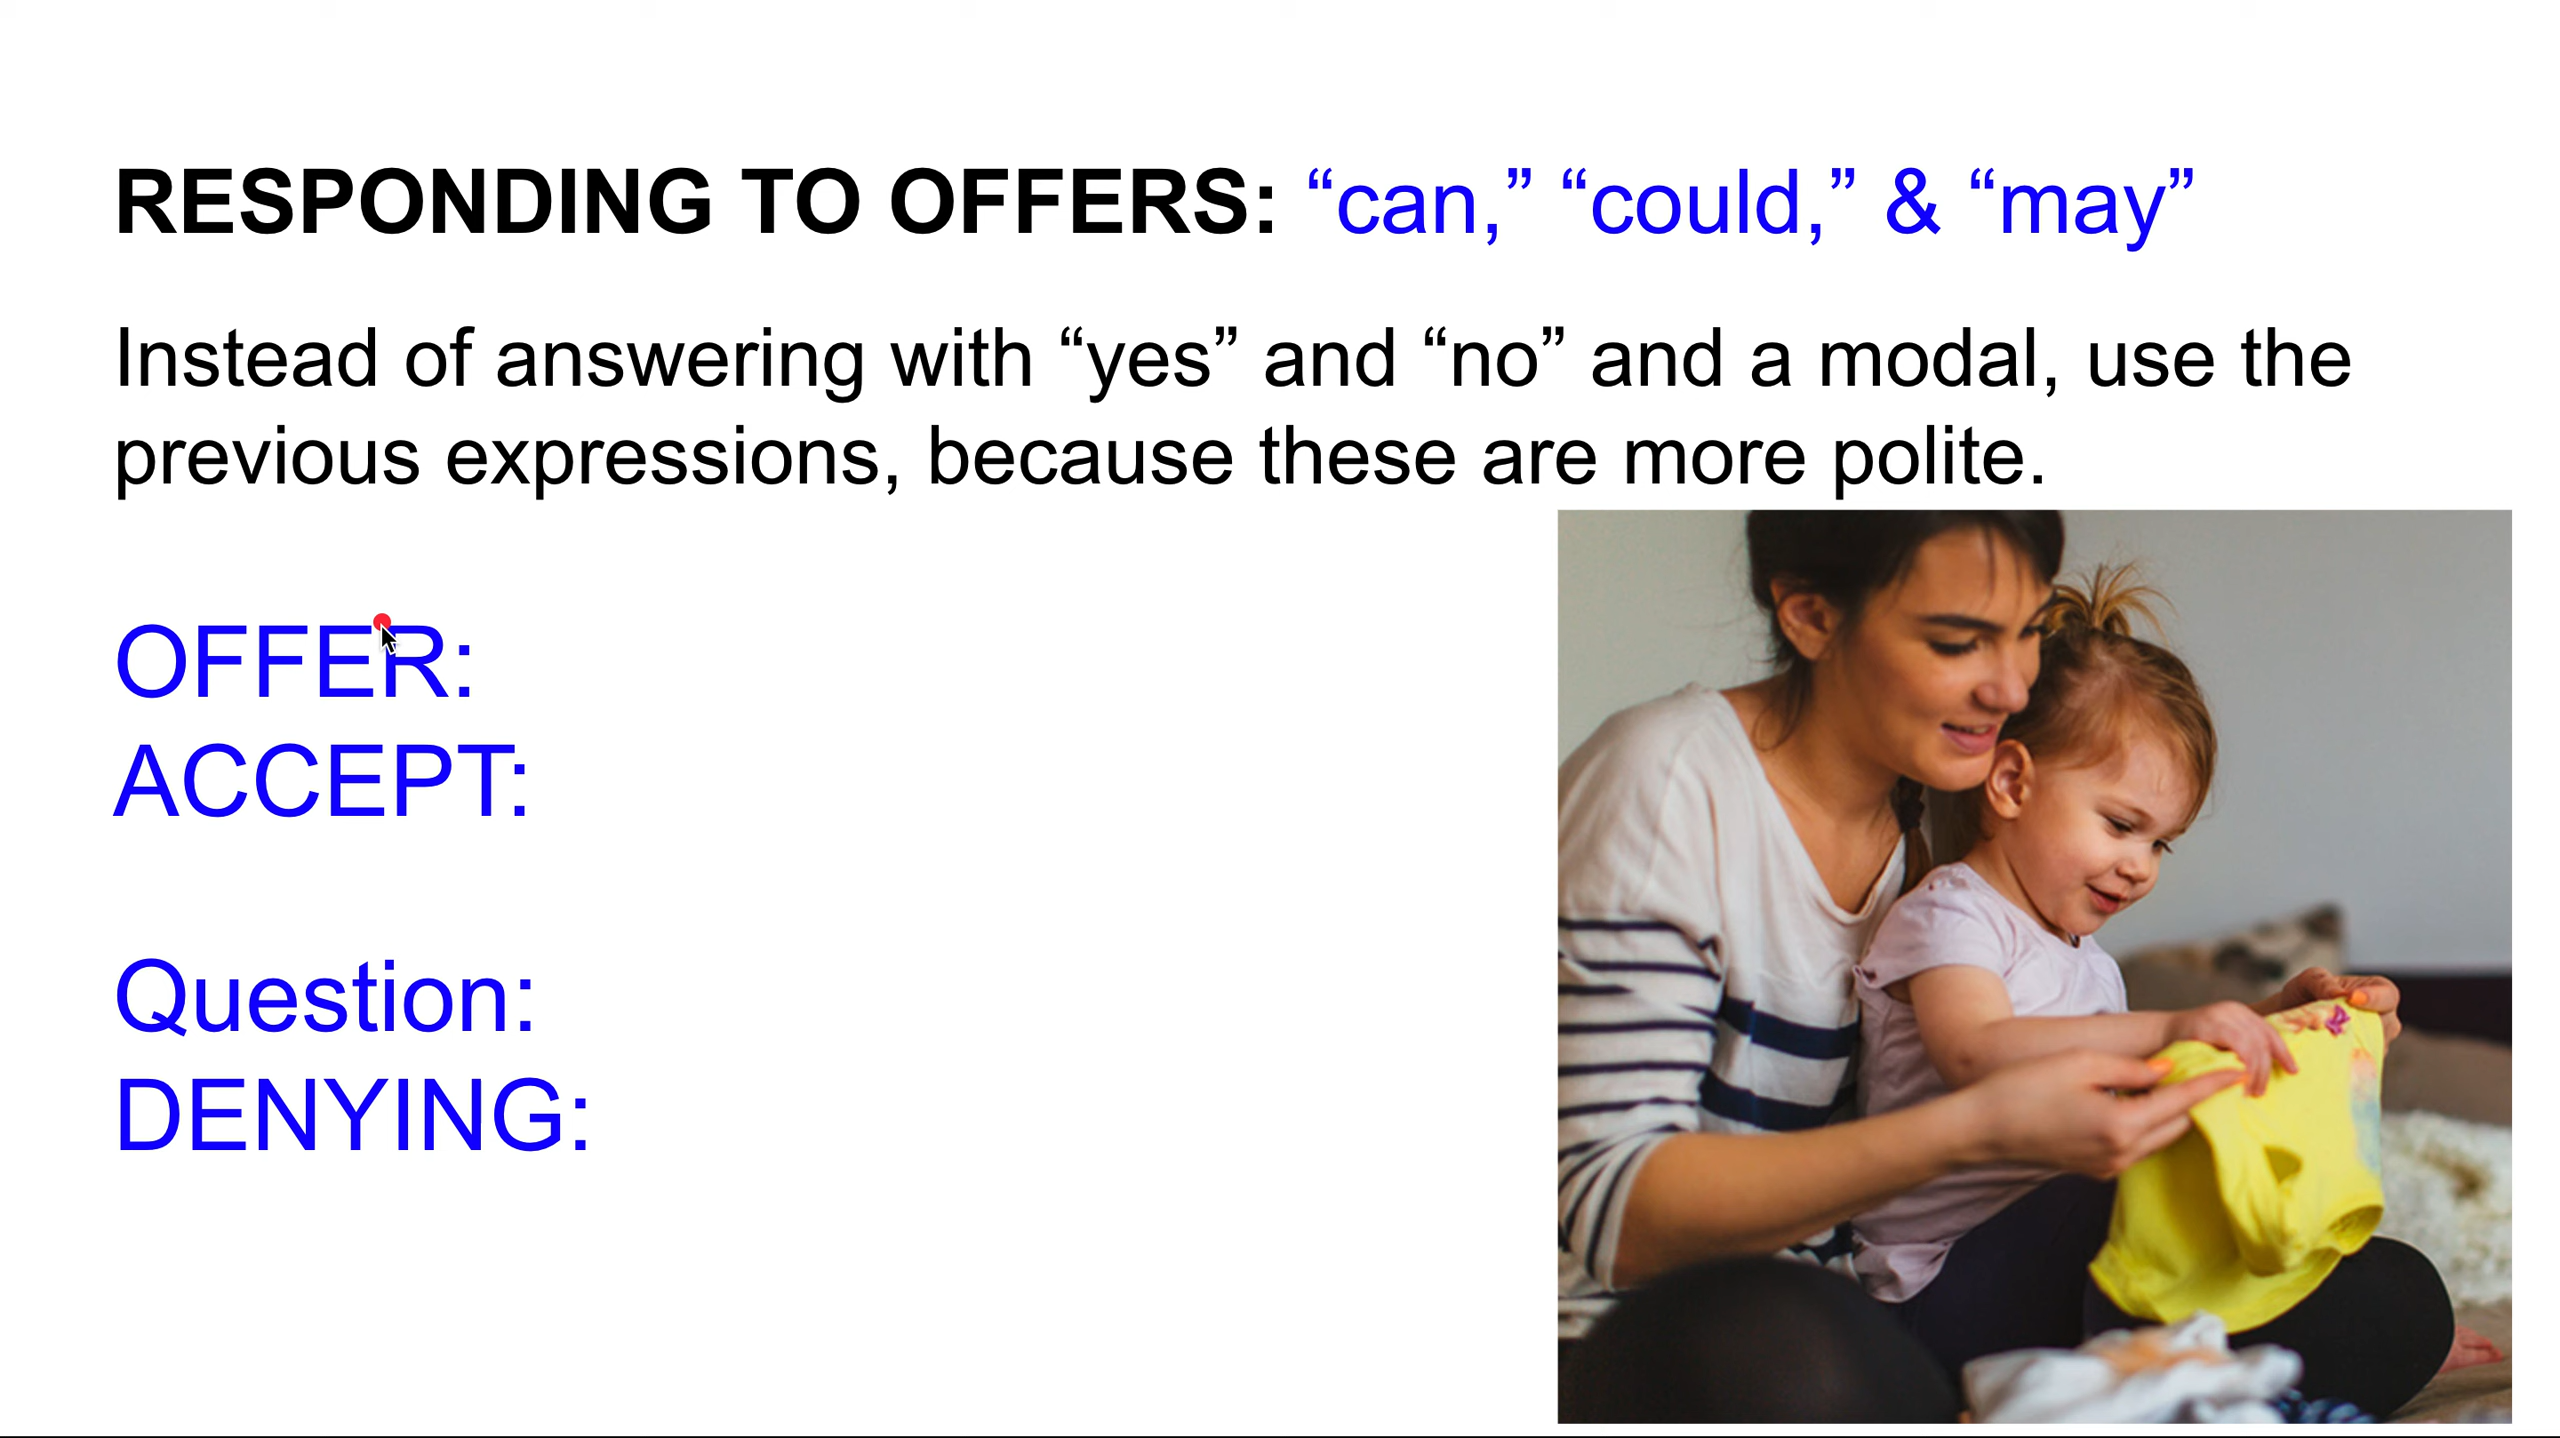 RESPONDING TO OFFERS: “can,” “could,” & “may”
Instead of answering with “yes” and “no” and a modal, use the
previous expressions, because these are more polite.
OFFER:
ACCEPT:
Question:
DENYING: